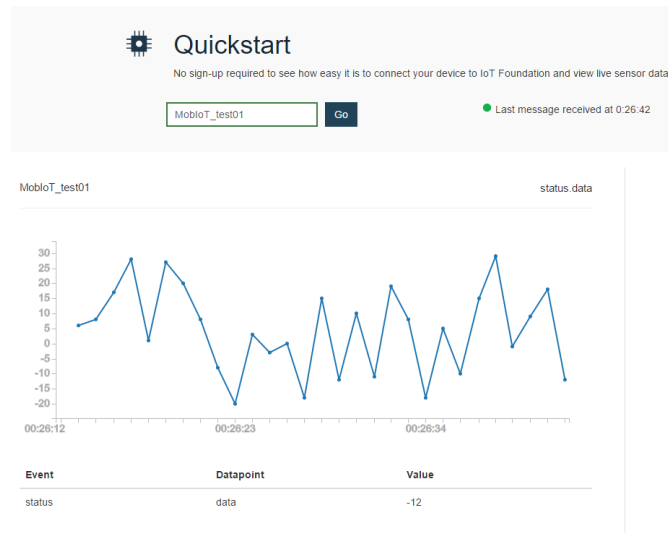 Quickstart
No sign-up required to see how easy it is to connect your device to IoT Foundation and view live sensor data
MobIoT_test01
Go
Last message received at 0:26:42
MobIoT_test01
status.data
30
25
20
15
10
5
0
-5
-10
-15
-20
00:26:12
00:26:23
00:26:34
Event Datapoint Value
status data -12